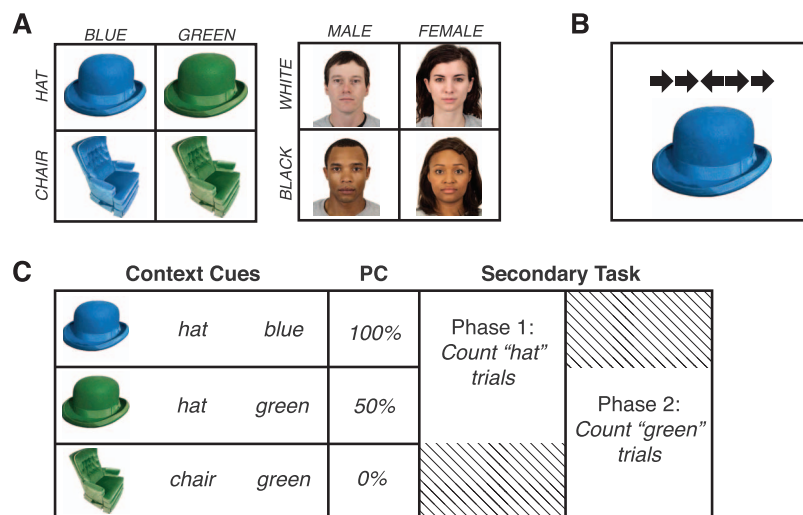 A
BLUE GREEN
HAT
CHAIR
MALE FEMALE
WHITE
BLACK
B
C
Context Cues PC Secondary Task
hat blue 100%
Phase 1:
Count "hat"
trials
hat green 50%
Phase 2:
Count "green"
trials
chair green 0%